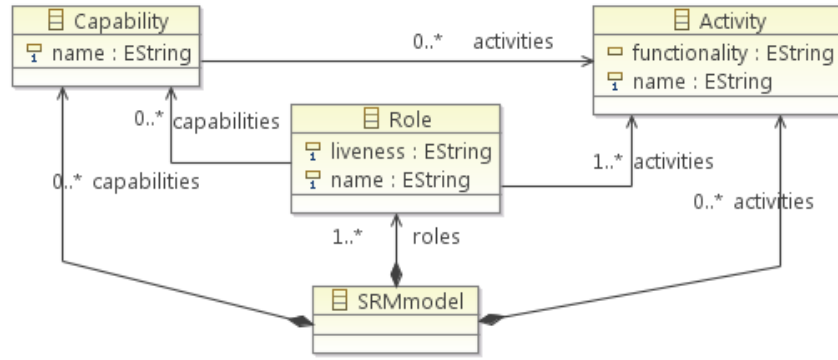 Capability
name : EString
0..* activities
Activity
functionality : EString
name : EString
0..* capabilities
Role
liveness : EString
name : EString
1..* activities
0..* capabilities
0..* activities
1..* roles
SRMmodel